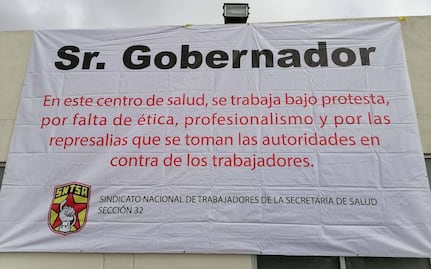 Sr. Gobernador
En este centro de salud, se trabaja bajo protesta,
por falta de ética, profesionalismo y por las
represalias que se toman las autoridades en
contra de los trabajadores.
SNTSA
SINDICATO NACIONAL DE TRABAJADORES DE LA SECRETARÍA DE SALUD
SECCIÓN 32